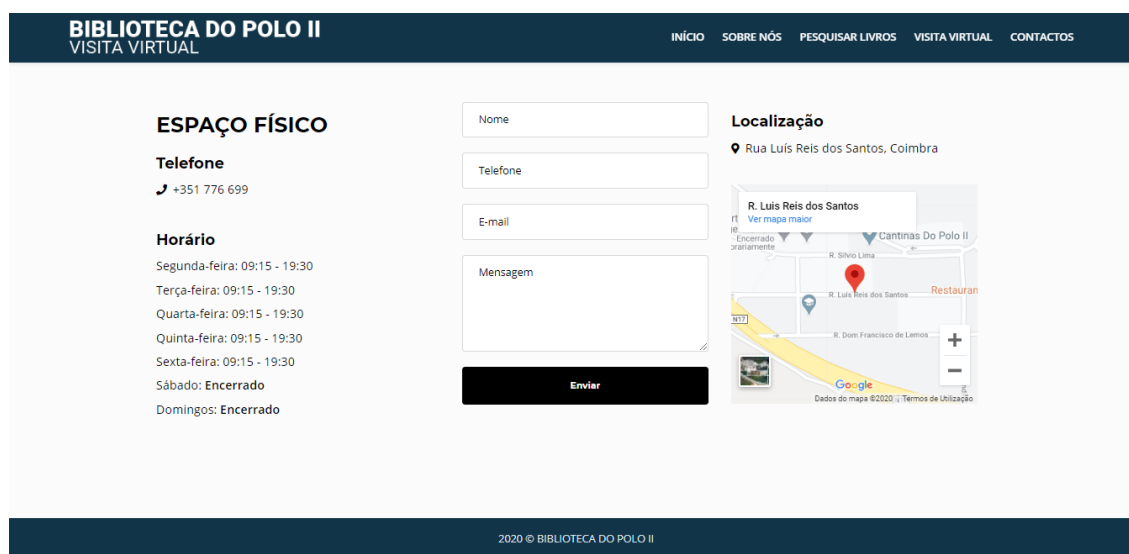 BIBLIOTECA DO POLO II
VISITA VIRTUAL
INÍCIO SOBRE NÓS PESQUISAR LIVROS VISITA VIRTUAL CONTACTOS
ESPAÇO FÍSICO
Telefone
+351 776 699
Horário
Segunda-feira: 09:15 - 19:30
Terça-feira: 09:15 - 19:30
Quarta-feira: 09:15 - 19:30
Quinta-feira: 09:15 - 19:30
Sexta-feira: 09:15 - 19:30
Sábado: Encerrado
Domingos: Encerrado
Nome
Telefone
E-mail
Mensagem
Enviar
Localização
Rua Luís Reis dos Santos, Coimbra
R. Luis Reis dos Santos
Ver mapa maior
Encerrado
Cantinas Do Polo II
R. Silvio Lima
R. Luis Reis dos Santos
Restauran
N17
R. Dom Francisco de Lemos
+
−
Google
Dados do mapa ©2020
Termos de Utilização
2020 © BIBLIOTECA DO POLO II